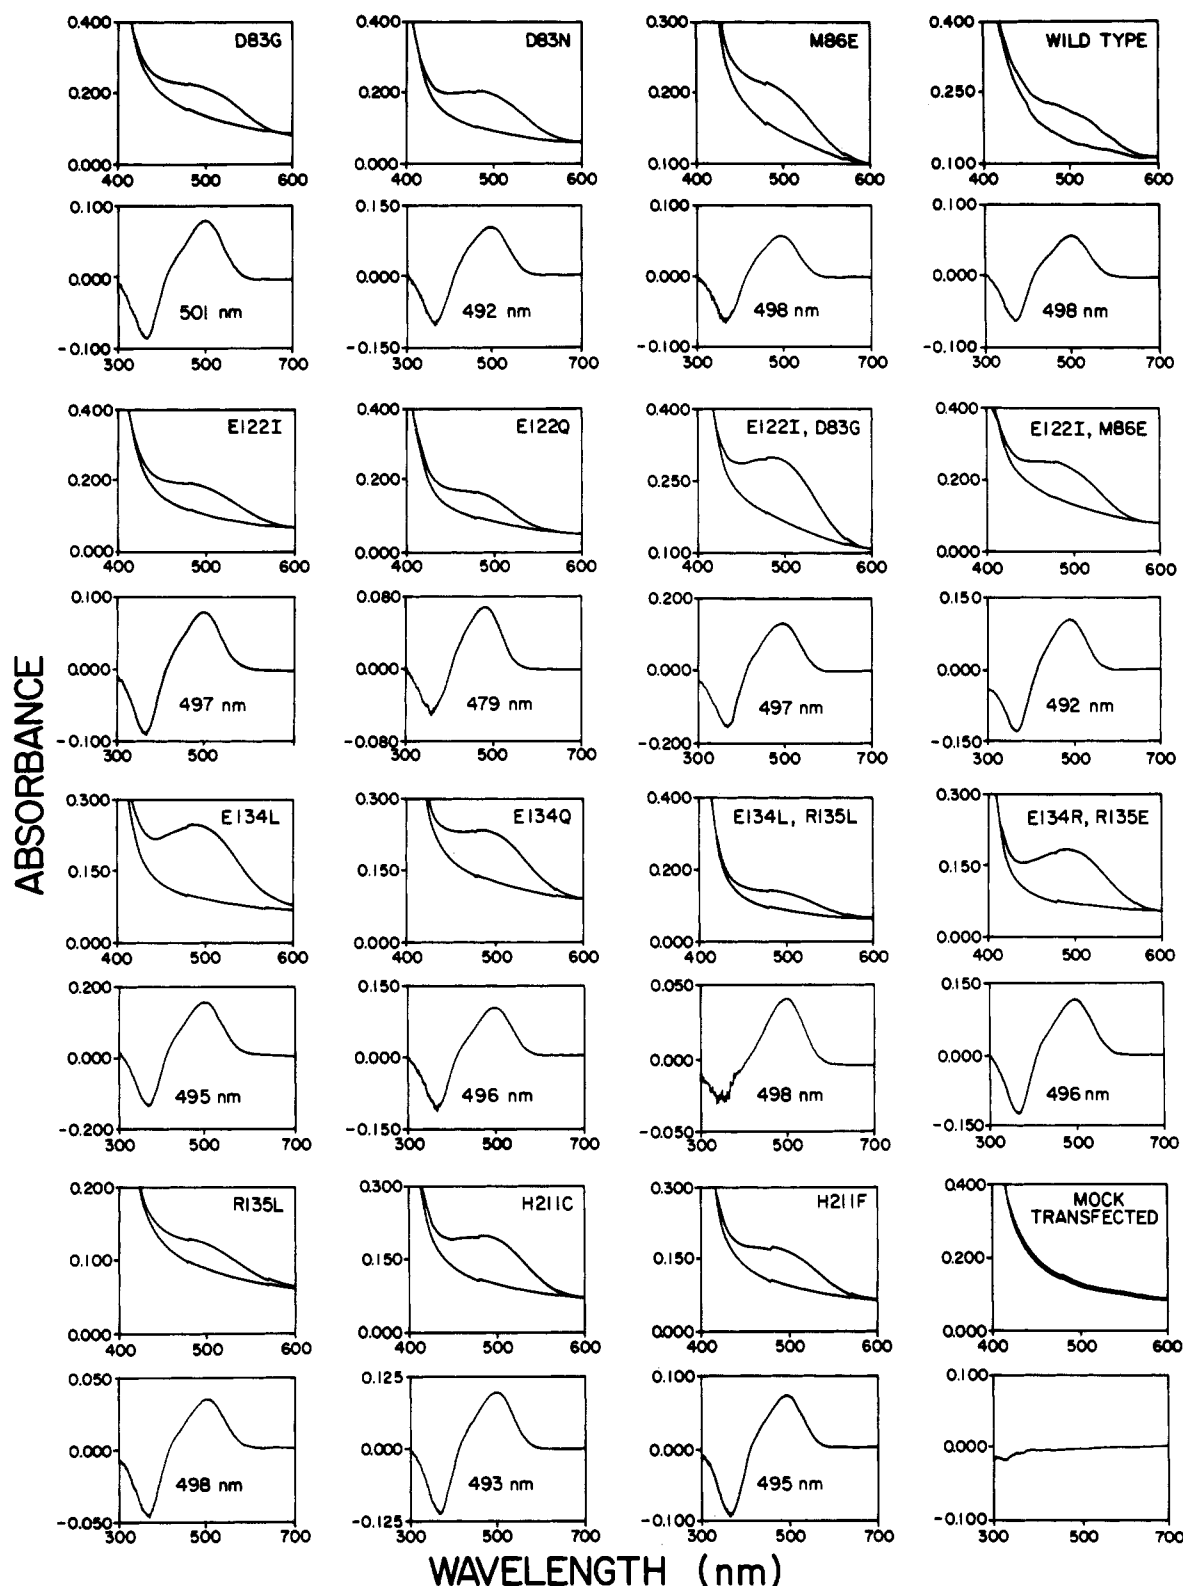 ABSORBANCE
0.400
D83G
0.200
0.000
400 500 600
0.100
0.000
501 nm
-0.100
300 500 700
0.400
D83N
0.200
0.000
400 500 600
0.150
0.000
492 nm
-0.150
300 500 700
0.300
M86E
0.200
0.100
400 500 600
0.100
0.000
498 nm
-0.100
300 500 700
0.400
WILD TYPE
0.250
0.100
400 500 600
0.100
0.000
498 nm
-0.100
300 500 700
0.400
E122I
0.200
0.000
400 500 600
0.100
0.000
497 nm
-0.100
300 500
0.400
E122Q
0.200
0.000
400 500 600
0.080
0.000
479 nm
-0.080
300 500 700
0.400
E122I, D83G
0.250
0.100
400 500 600
0.200
0.000
497 nm
-0.200
300 500 700
0.400
E122I, M86E
0.200
0.000
400 500 600
0.150
0.000
492 nm
-0.150
300 500 700
0.300
E134L
0.150
0.000
400 500 600
0.200
0.000
495 nm
-0.200
300 500 700
0.300
E134Q
0.150
0.000
400 500 600
0.150
0.000
496 nm
-0.150
300 500 700
0.400
E134L, R135L
0.200
0.000
400 500 600
0.050
0.000
498 nm
-0.050
300 500 700
0.300
E134R, R135E
0.150
0.000
400 500 600
0.150
0.000
496 nm
-0.150
300 500 700
0.200
R135L
0.100
0.000
400 500 600
0.050
0.000
498 nm
-0.050
300 500 700
0.300
H211C
0.150
0.000
400 500 600
0.125
0.000
493 nm
-0.125
300 500 700
0.300
H211F
0.150
0.000
400 500 600
0.100
0.000
495 nm
-0.100
300 500 700
0.400
MOCK
TRANSFECTED
0.200
0.000
400 500 600
0.100
0.000
-0.100
300 500 700
WAVELENGTH (nm)